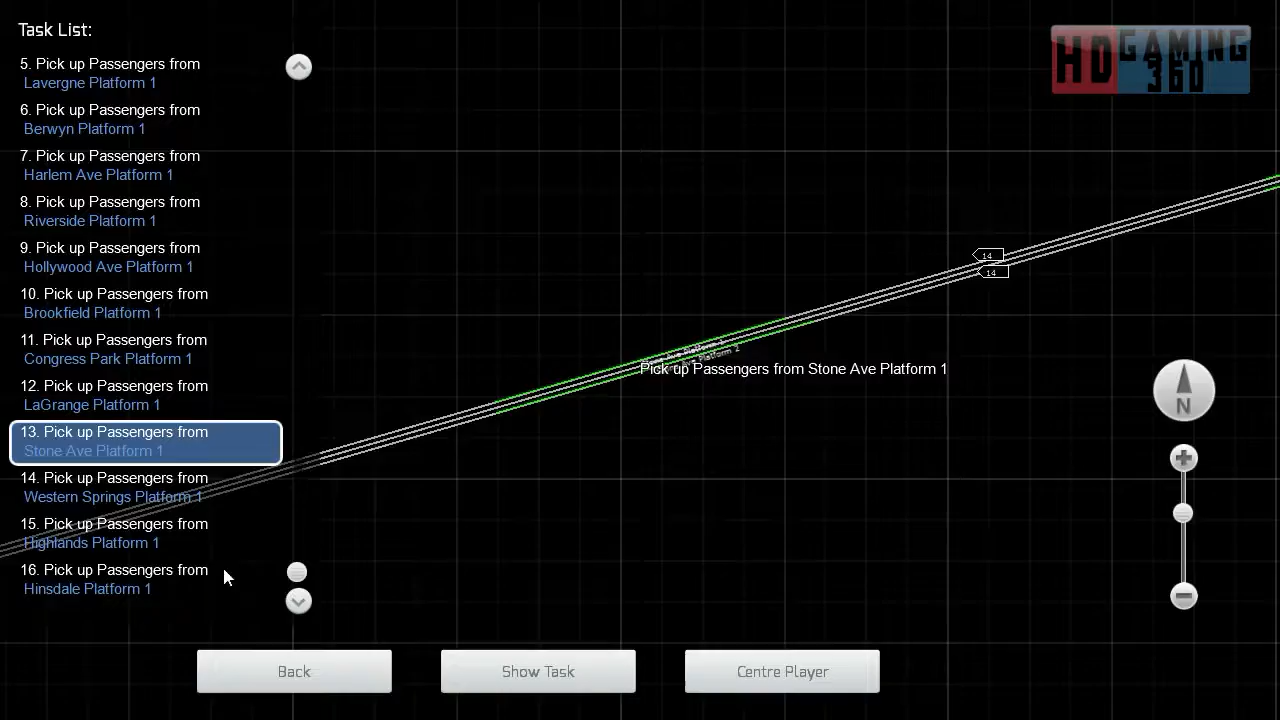 Task List:
5. Pick up Passengers from
Lavergne Platform 1
6. Pick up Passengers from
Berwyn Platform 1
7. Pick up Passengers from
Harlem Ave Platform 1
8. Pick up Passengers from
Riverside Platform 1
9. Pick up Passengers from
Hollywood Ave Platform 1
10. Pick up Passengers from
Brookfield Platform 1
11. Pick up Passengers from
Congress Park Platform 1
12. Pick up Passengers from
LaGrange Platform 1
13. Pick up Passengers from
Stone Ave Platform 1
14. Pick up Passengers from
Western Springs Platform 1
15. Pick up Passengers from
Highlands Platform 1
16. Pick up Passengers from
Hinsdale Platform 1
HD GAMING
360
14
14
Stone Ave Platform 1
Platform 2
Pick up Passengers from Stone Ave Platform 1
N
Back
Show Task
Centre Player